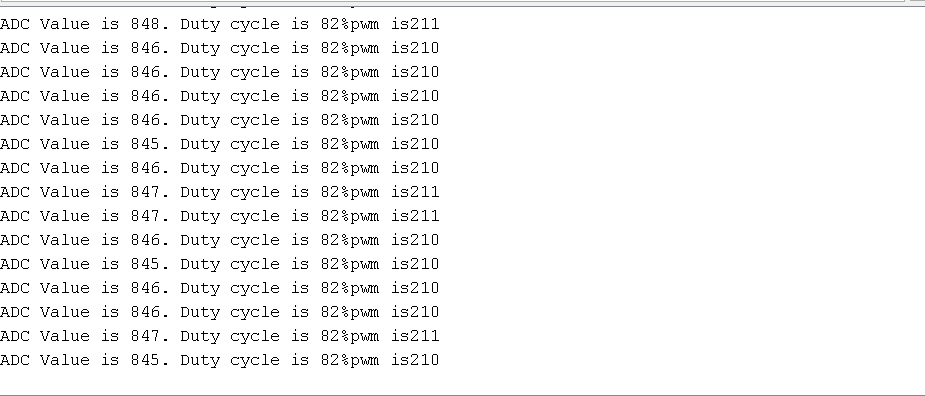 ADC Value is 848. Duty cycle is 82%pwm is211
ADC Value is 846. Duty cycle is 82%pwm is210
ADC Value is 846. Duty cycle is 82%pwm is210
ADC Value is 846. Duty cycle is 82%pwm is210
ADC Value is 846. Duty cycle is 82%pwm is210
ADC Value is 845. Duty cycle is 82%pwm is210
ADC Value is 846. Duty cycle is 82%pwm is210
ADC Value is 847. Duty cycle is 82%pwm is211
ADC Value is 847. Duty cycle is 82%pwm is211
ADC Value is 846. Duty cycle is 82%pwm is210
ADC Value is 845. Duty cycle is 82%pwm is210
ADC Value is 846. Duty cycle is 82%pwm is210
ADC Value is 846. Duty cycle is 82%pwm is210
ADC Value is 847. Duty cycle is 82%pwm is211
ADC Value is 845. Duty cycle is 82%pwm is210